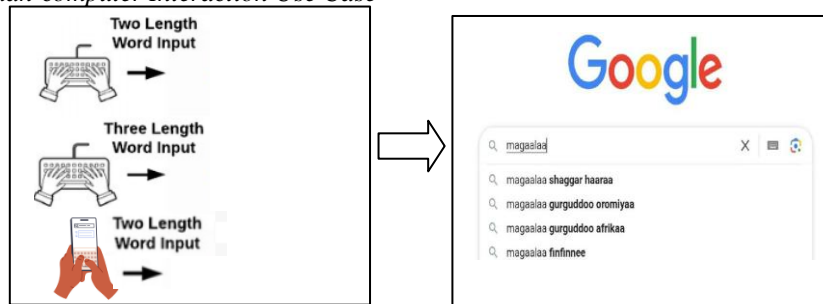 Two Length
Word Input
Three Length
Word Input
Two Length
Word Input
Google
magaalaa
magaalaa shaggar haaraa
magaalaa gurguddoo oromiyaa
magaalaa gurguddoo afrikaa
magaalaa finfinnee